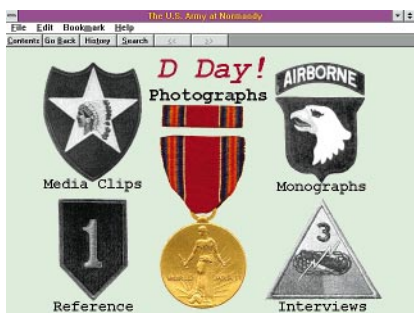 The U.S. Army at Normandy
File Edit Bookmark Help
Contents Go Back History Search << >>
D Day!
Photographs
AIRBORNE
Media Clips
Monographs
1
3
Reference
Interviews